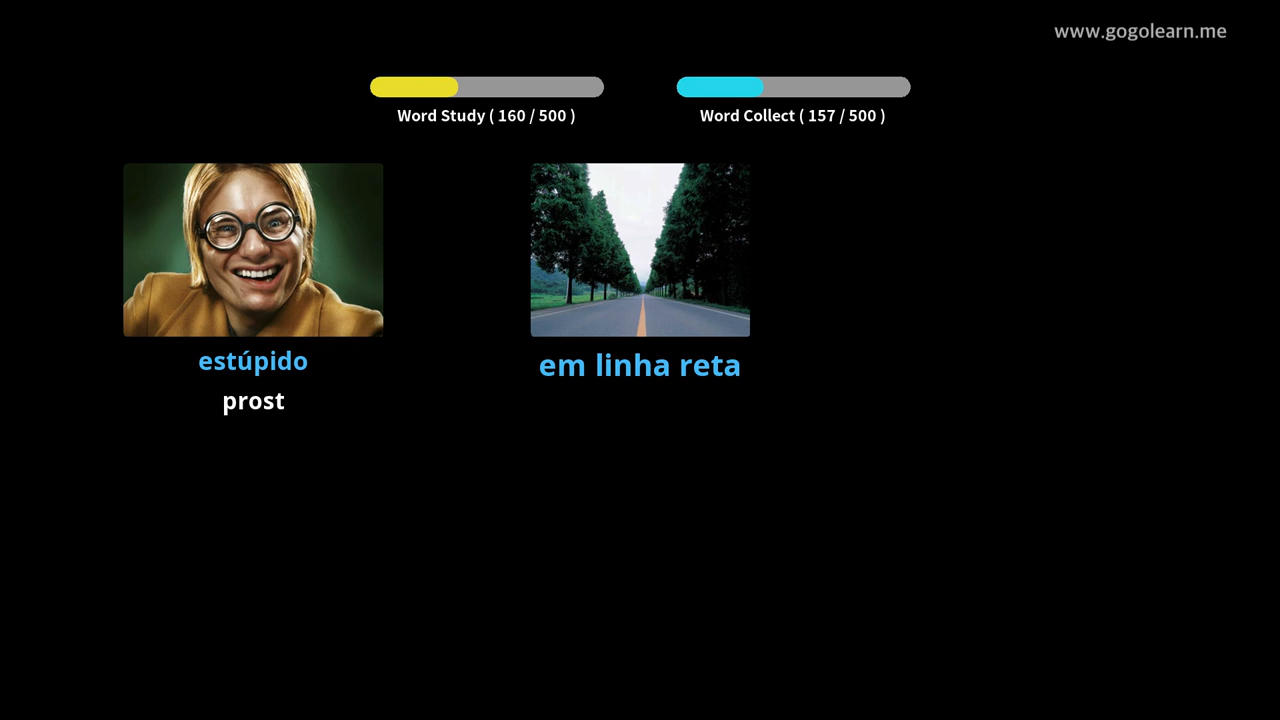 www.gogolearn.me
Word Study ( 160 / 500 )
Word Collect ( 157 / 500 )
estúpido
prost
em linha reta